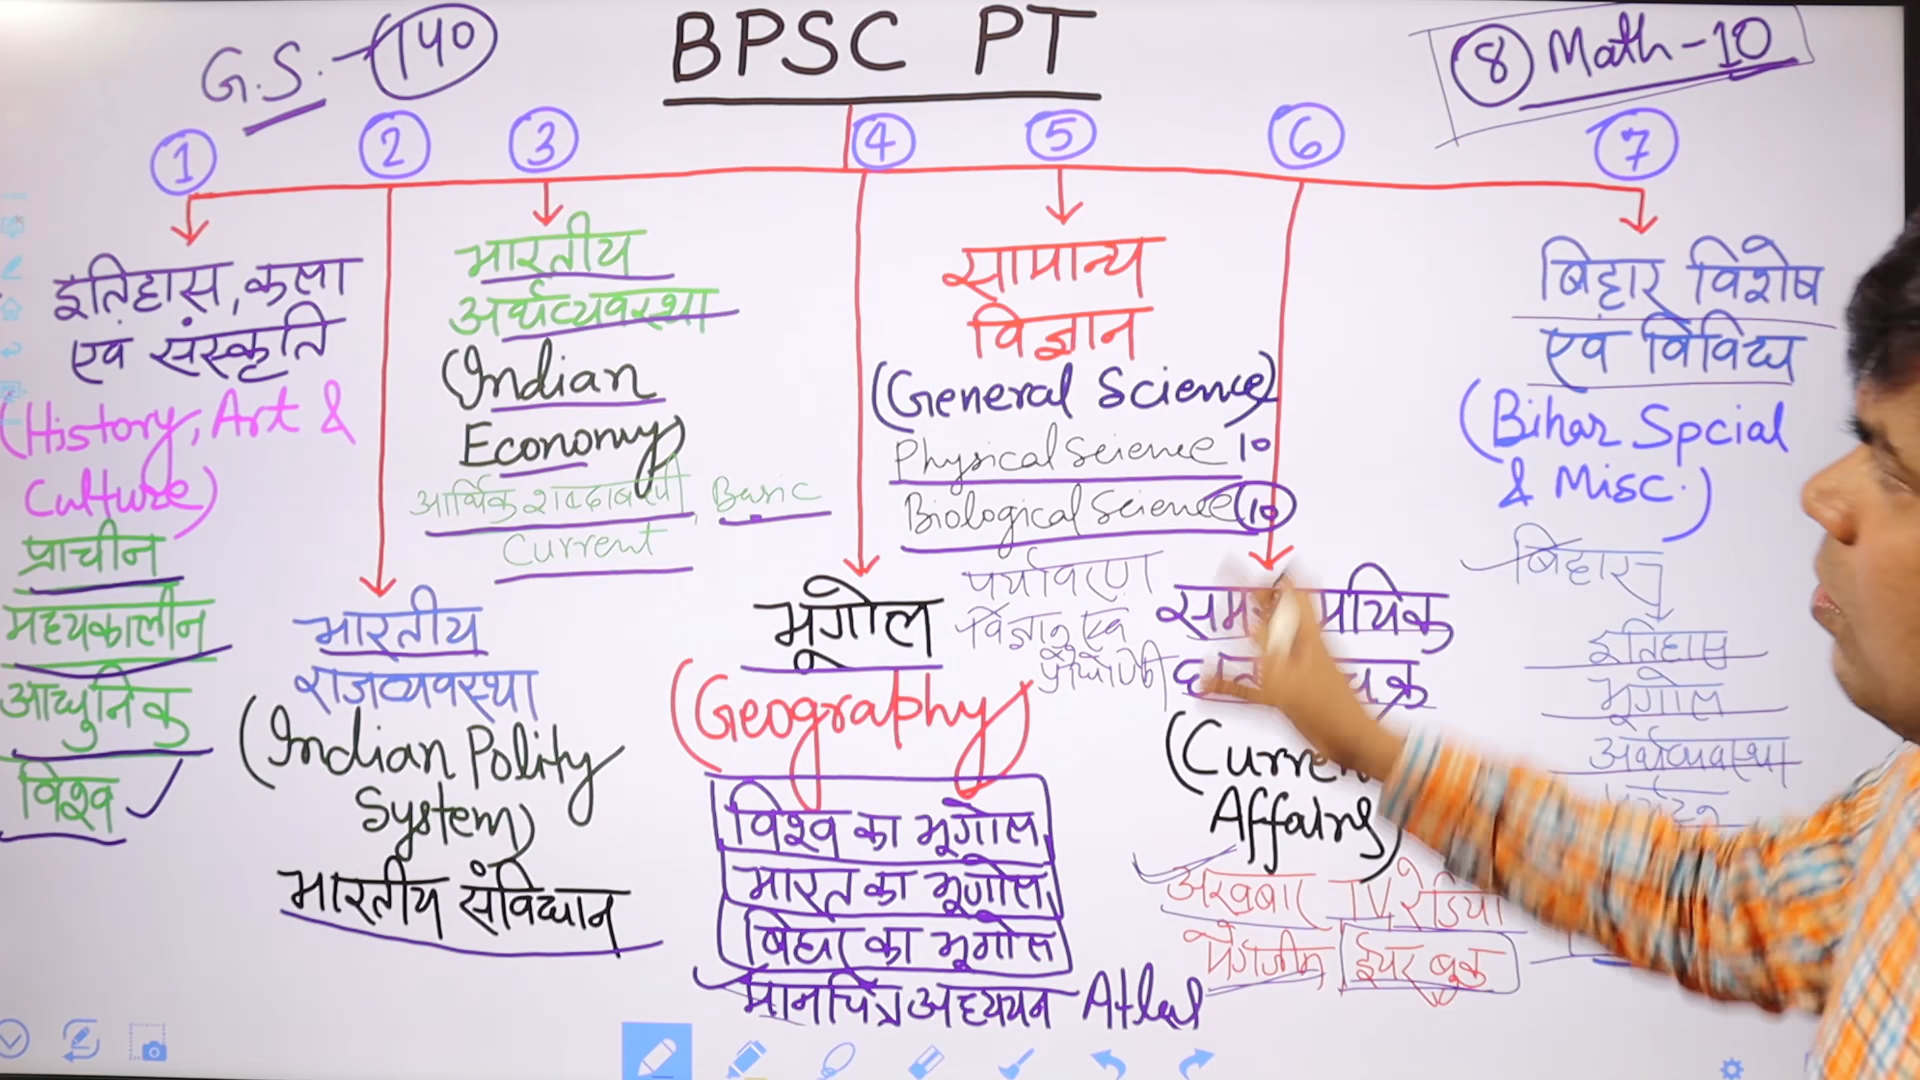 BPSC PT
G.S. - 140
8 Math - 10
1
2
3
4
5
6
7
इतिहास, कला
एवं संस्कृति
(History, Art &
Culture)
प्राचीन
मध्यकालीन
आधुनिक
विश्व
भारतीय
राजव्यवस्था
(Indian Polity
System)
भारतीय संविधान
भारतीय
अर्थव्यवस्था
(Indian
Economy)
आर्थिक शब्दावली, Basic
Current
भूगोल
(Geography)
विश्व का भूगोल
भारत का भूगोल
बिहार का भूगोल
मानचित्र अध्ययन Atlas
सामान्य
विज्ञान
(General Science)
Physical Science 10
Biological Science 10
पर्यावरण
विज्ञान एवं
(Current
Affairs)
अखबार TV रेडियो
मैगजीन ईयर बुक
बिहार विशेष
एवं विविध
(Bihar Spcial
& Misc.)
बिहार
इतिहास
भूगोल
अर्थव्यवस्था